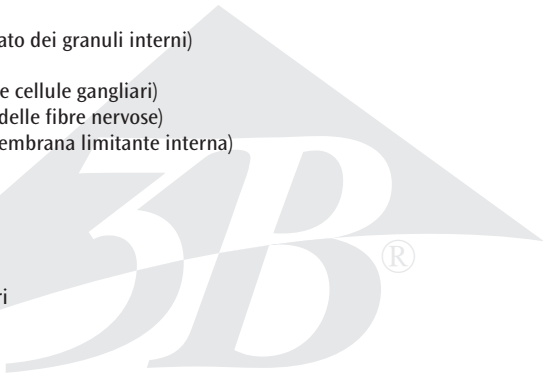 ato dei granuli interni)
e cellule gangliari)
delle fibre nervose)
embrana limitante interna)
3B®
ri